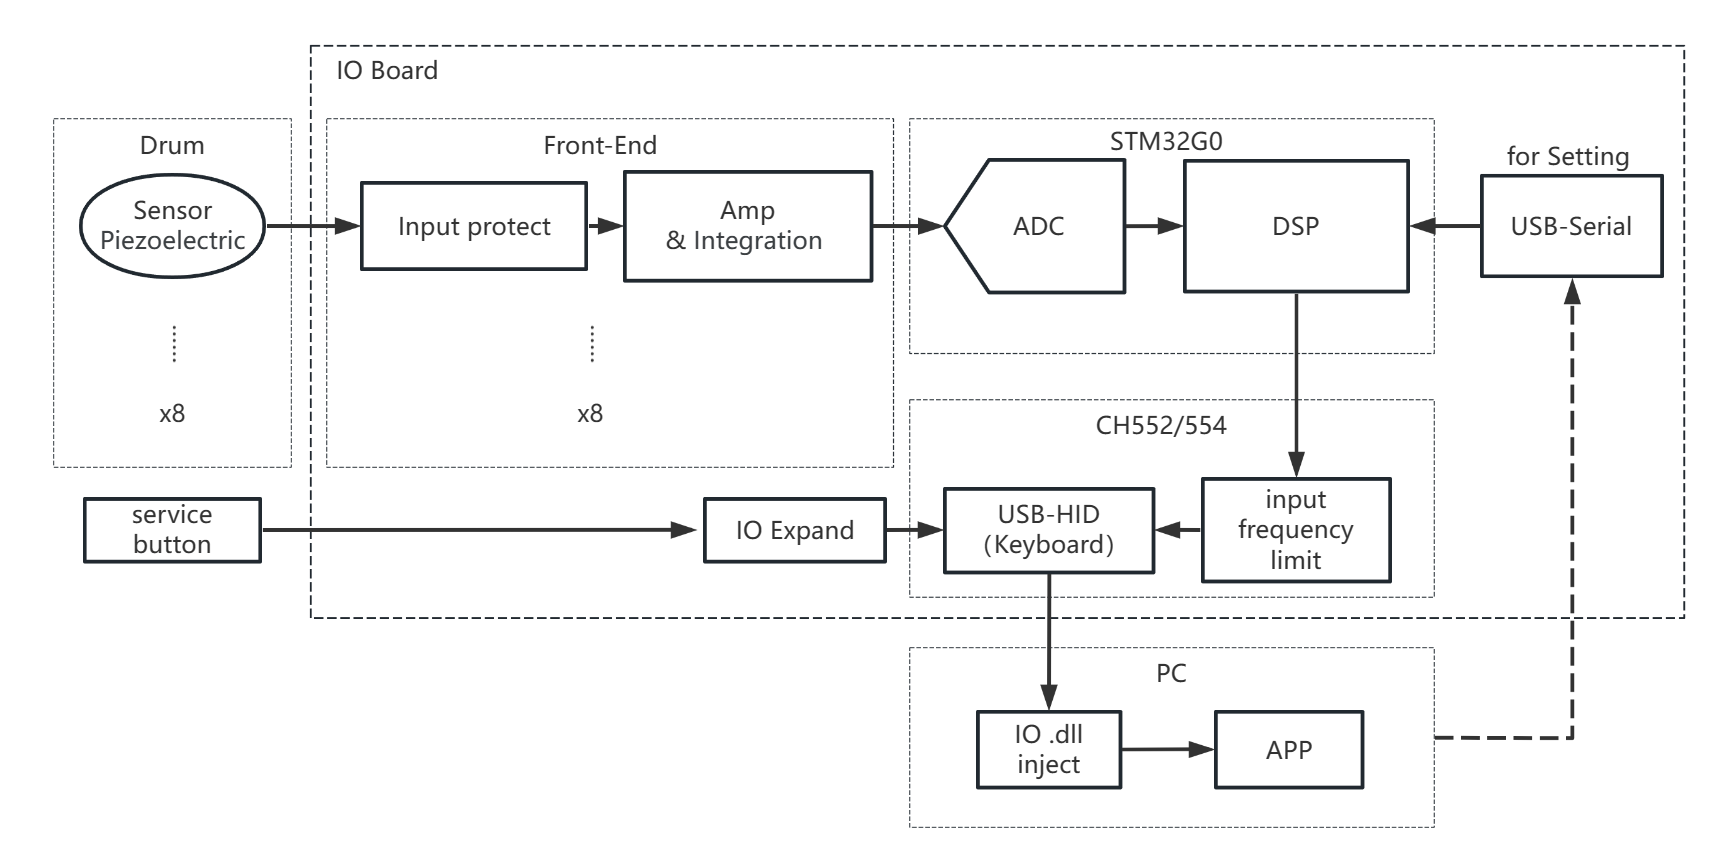 IO Board
Drum
Sensor
Piezoelectric
x8
Front-End
Input protect
Amp
& Integration
x8
STM32G0
ADC
DSP
for Setting
USB-Serial
CH552/554
service
button
IO Expand
USB-HID
（Keyboard）
input
frequency
limit
PC
IO .dll
inject
APP